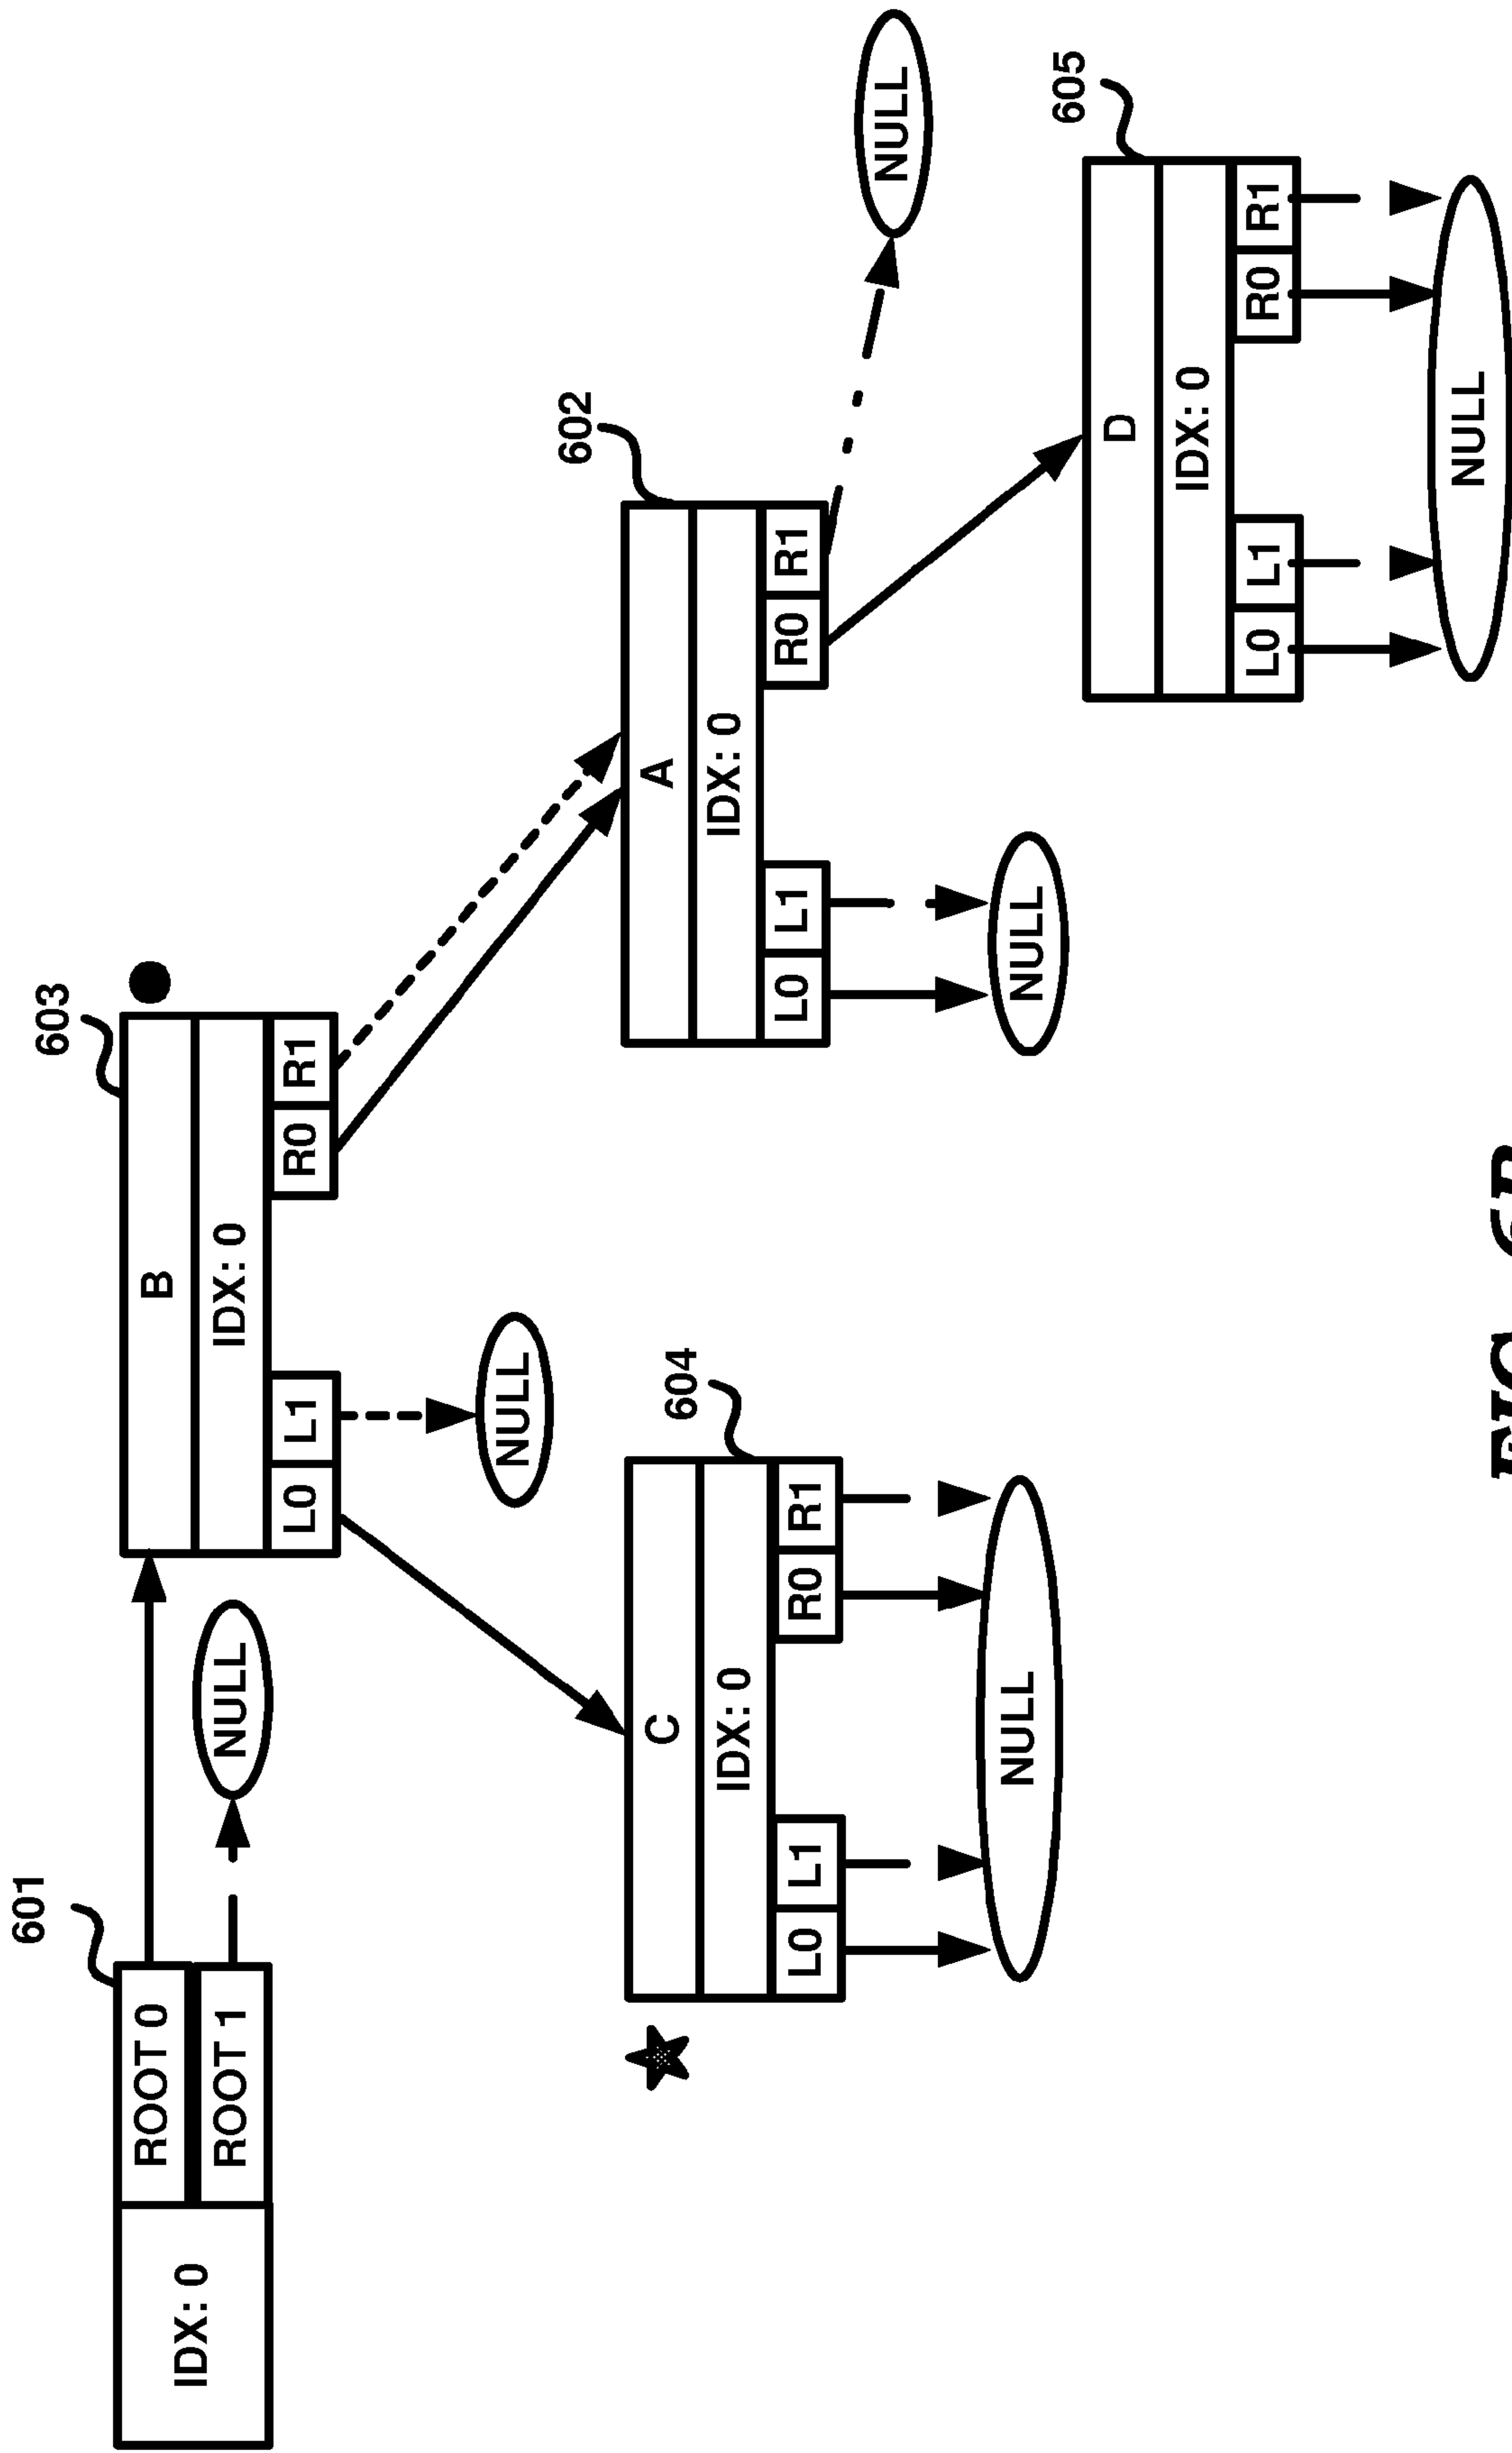 601
IDX: 0
ROOT 0
ROOT 1
NULL
603
B
IDX: 0
L0 L1 R0 R1
NULL
602
A
IDX: 0
L0 L1 R0 R1
NULL
NULL
604
C
IDX: 0
L0 L1 R0 R1
NULL
605
D
IDX: 0
L0 L1 R0 R1
NULL